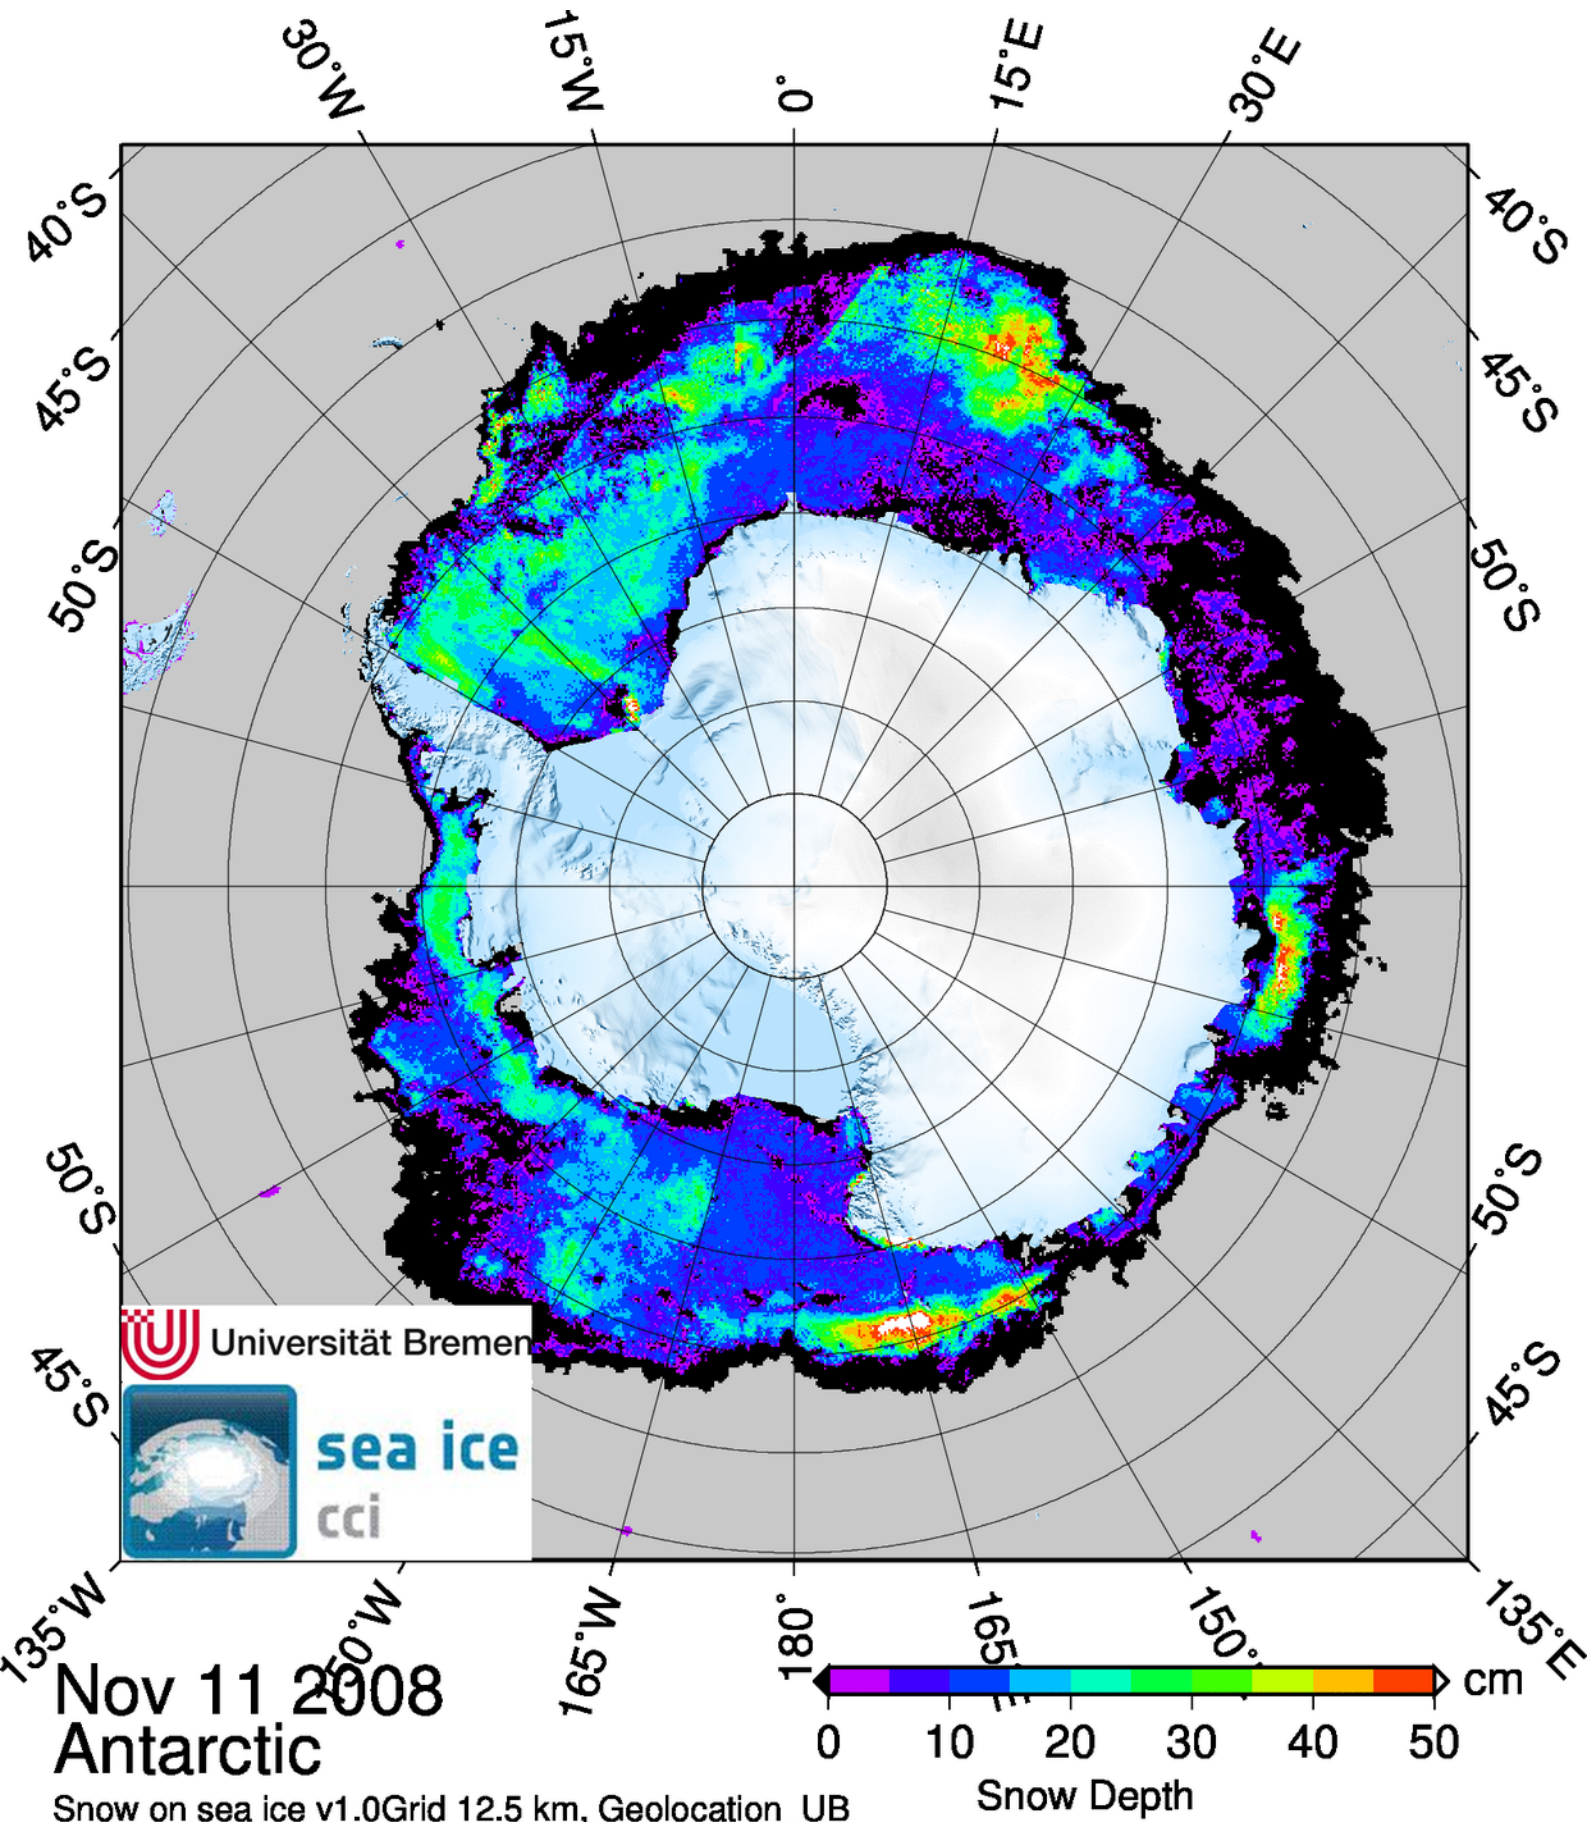 30°W 15°W 0° 15°E 30°E
40°S 40°S
45°S 45°S
50°S 50°S
50°S 50°S
45°S 45°S
Universität Bremen
sea ice
cci
135°W 150°W 165°W 180° 165°E 150° 135°E
Nov 11 2008
Antarctic
Snow on sea ice v1.0Grid 12.5 km, Geolocation UB
cm
0 10 20 30 40 50
Snow Depth